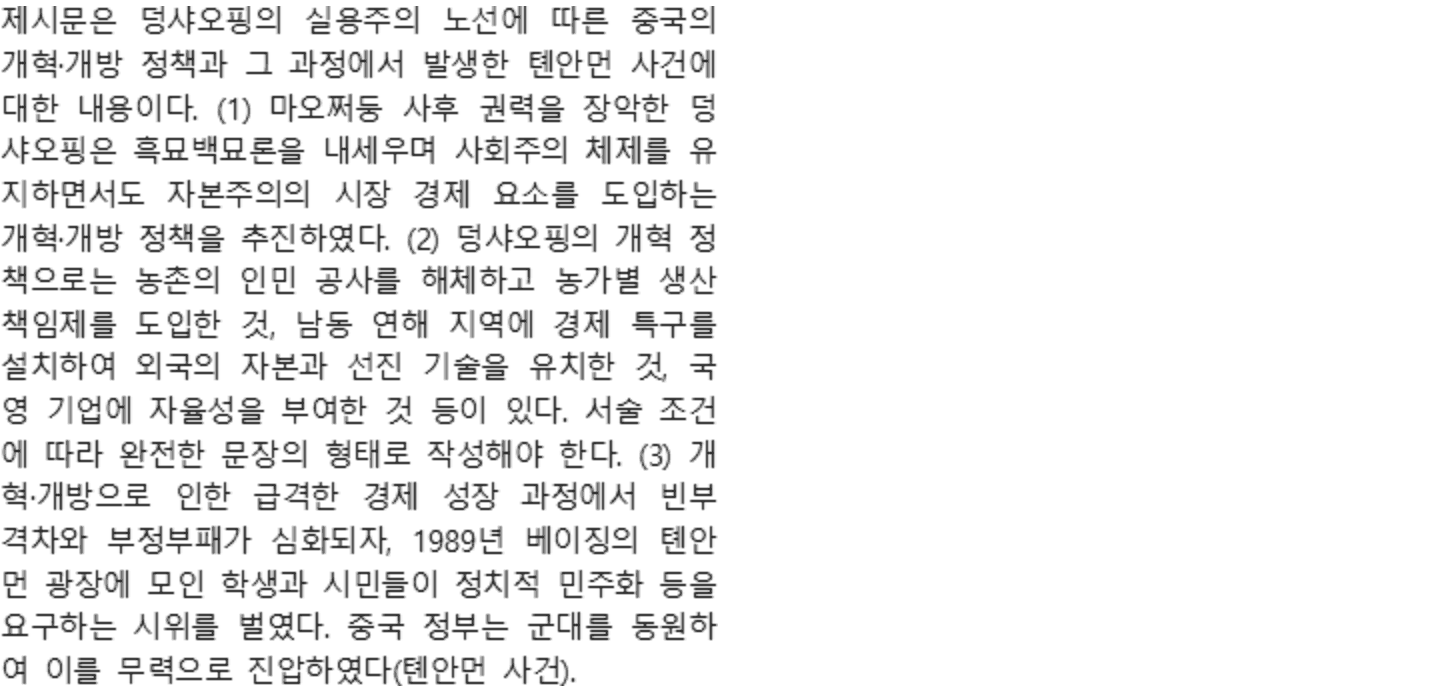 제시문은 덩샤오핑의 실용주의 노선에 따른 중국의
개혁·개방 정책과 그 과정에서 발생한 톈안먼 사건에
대한 내용이다. (1) 마오쩌둥 사후 권력을 장악한 덩
샤오핑은 흑묘백묘론을 내세우며 사회주의 체제를 유
지하면서도 자본주의의 시장 경제 요소를 도입하는
개혁·개방 정책을 추진하였다. (2) 덩샤오핑의 개혁 정
책으로는 농촌의 인민 공사를 해체하고 농가별 생산
책임제를 도입한 것, 남동 연해 지역에 경제 특구를
설치하여 외국의 자본과 선진 기술을 유치한 것, 국
영 기업에 자율성을 부여한 것 등이 있다. 서술 조건
에 따라 완전한 문장의 형태로 작성해야 한다. (3) 개
혁·개방으로 인한 급격한 경제 성장 과정에서 빈부
격차와 부정부패가 심화되자, 1989년 베이징의 톈안
먼 광장에 모인 학생과 시민들이 정치적 민주화 등을
요구하는 시위를 벌였다. 중국 정부는 군대를 동원하
여 이를 무력으로 진압하였다(톈안먼 사건).